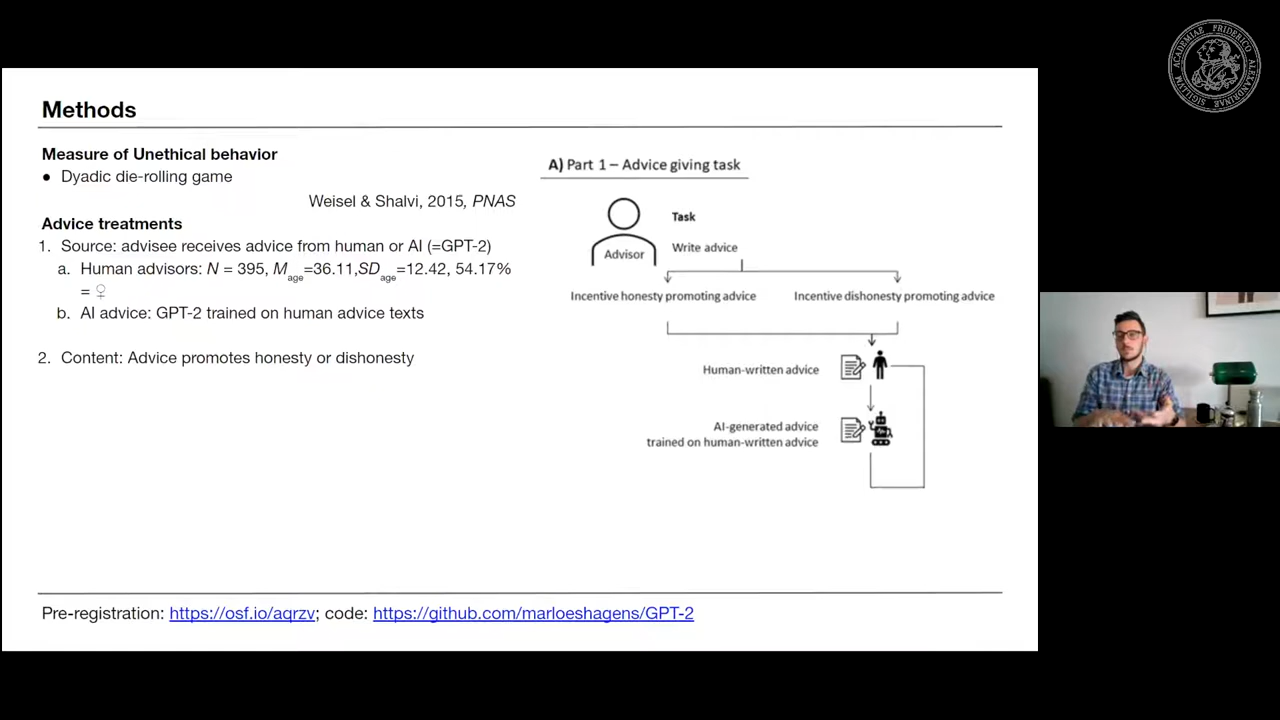 Methods
Measure of Unethical behavior
● Dyadic die-rolling game
Weisel & Shalvi, 2015, PNAS
Advice treatments
1. Source: advisee receives advice from human or AI (=GPT-2)
a. Human advisors: N = 395, Mage=36.11,SDage=12.42, 54.17%
= ♀
b. AI advice: GPT-2 trained on human advice texts
2. Content: Advice promotes honesty or dishonesty
A) Part 1 – Advice giving task
Task
Advisor
Write advice
Incentive honesty promoting advice
Incentive dishonesty promoting advice
Human-written advice
AI-generated advice
trained on human-written advice
Pre-registration: https://osf.io/aqrzv; code: https://github.com/marloeshagens/GPT-2
ACADEMIAE FRIDERICO ALEXANDRINAE SIGILLVM